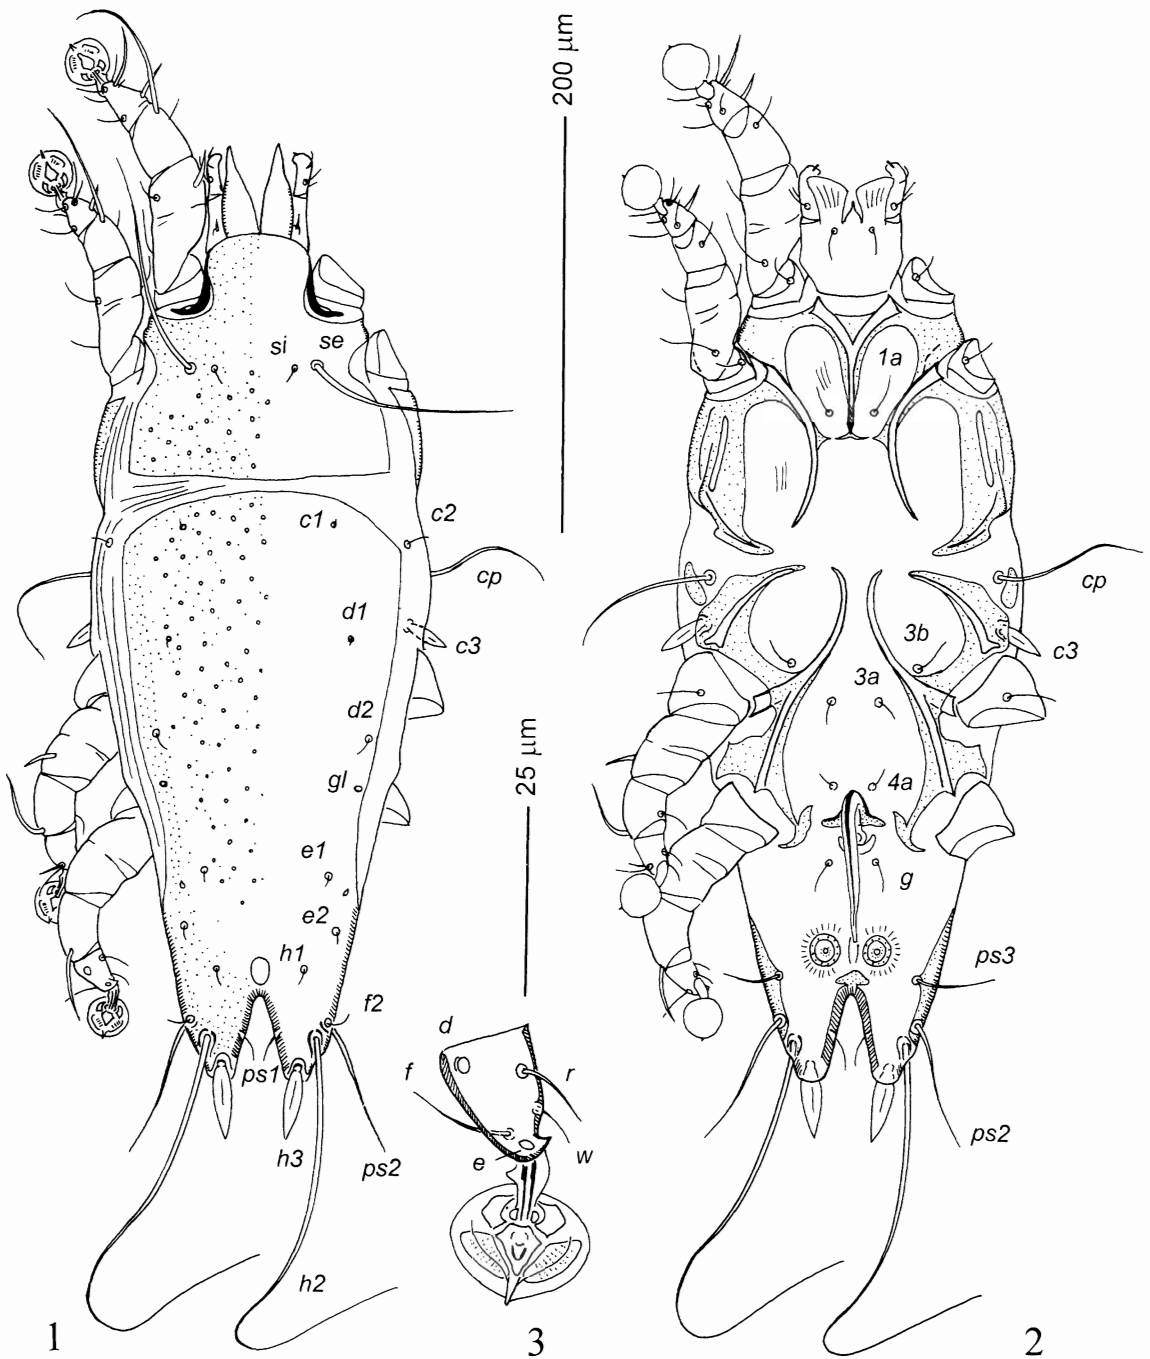 200 μm
si
se
c1
c2
cp
d1
c3
d2
gl
e1
e2
h1
f2
ps1
h3
ps2
h2
1
25 μm
d
f
r
e
w
3
1a
cp
3b
c3
3a
4a
g
ps3
ps2
2